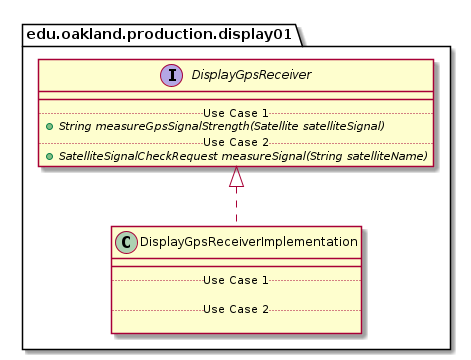 edu.oakland.production.display01
I DisplayGpsReceiver
Use Case 1
String measureGpsSignalStrength(Satellite satelliteSignal)
Use Case 2
SatelliteSignalCheckRequest measureSignal(String satelliteName)
C DisplayGpsReceiverImplementation
Use Case 1
Use Case 2